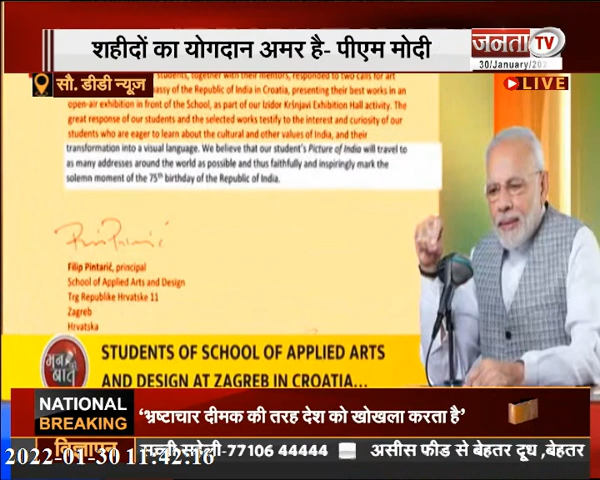 शहीदों का योगदान अमर है- पीएम मोदी
जनता TV
30/January/202
सौ. डीडी न्यूज़
LIVE
students, together with their mentors, responded to two calls for art
assy of the Republic of India in Croatia, presenting their best works in an
open-air exhibition in front of the School, as part of our Izidor Kršnjavi Exhibition Hall activity. The
great response of our students and the selected works testify to the interest and curiosity of our
students who are eager to learn about the cultural and other values of India, and their
transformation into a visual language. We believe that our student's Picture of India will travel to
as many addresses around the world as possible and thus faithfully and inspiringly mark the
solemn moment of the 75th birthday of the Republic of India.
Filip Pintarić, principal
School of Applied Arts and Design
Trg Republike Hrvatske 11
Zagreb
Hrvatska
मन की बात
STUDENTS OF SCHOOL OF APPLIED ARTS
AND DESIGN AT ZAGREB IN CROATIA...
NATIONAL
BREAKING
'भ्रष्टाचार दीमक की तरह देश को खोखला करता है'
विज्ञापन
-77106 44444 असीस फीड से बेहतर दूध ,बेहतर
2022-01-30 11:42:16